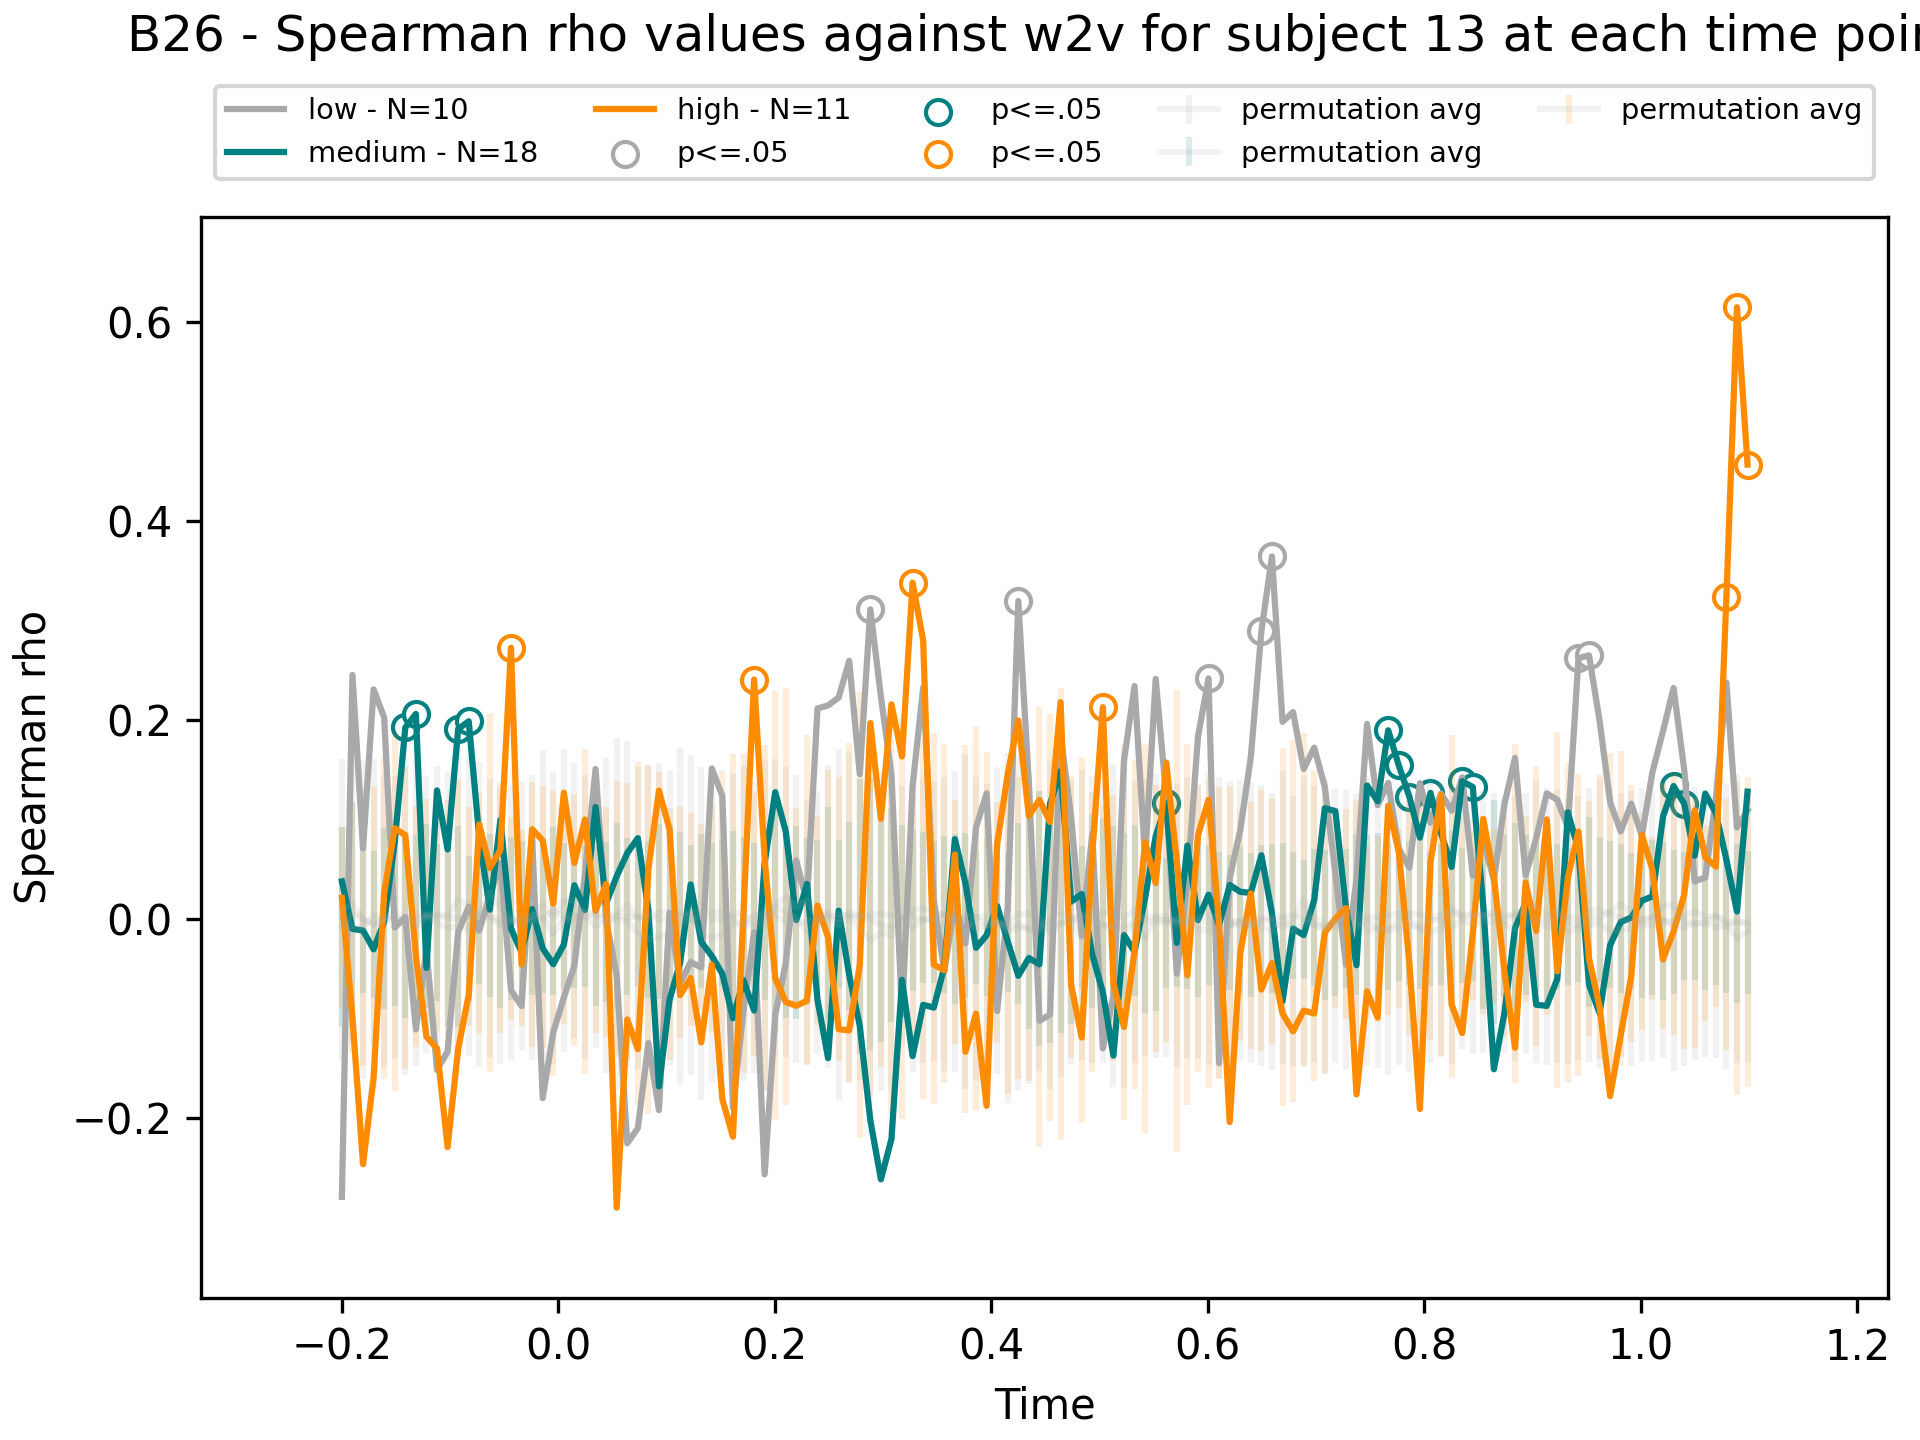 B26 - Spearman rho values against w2v for subject 13 at each time poi
low - N=10
medium - N=18
high - N=11
p<=.05
p<=.05
p<=.05
permutation avg
permutation avg
permutation avg
Spearman rho
0.6
0.4
0.2
0.0
−0.2
−0.2 0.0 0.2 0.4 0.6 0.8 1.0 1.2
Time